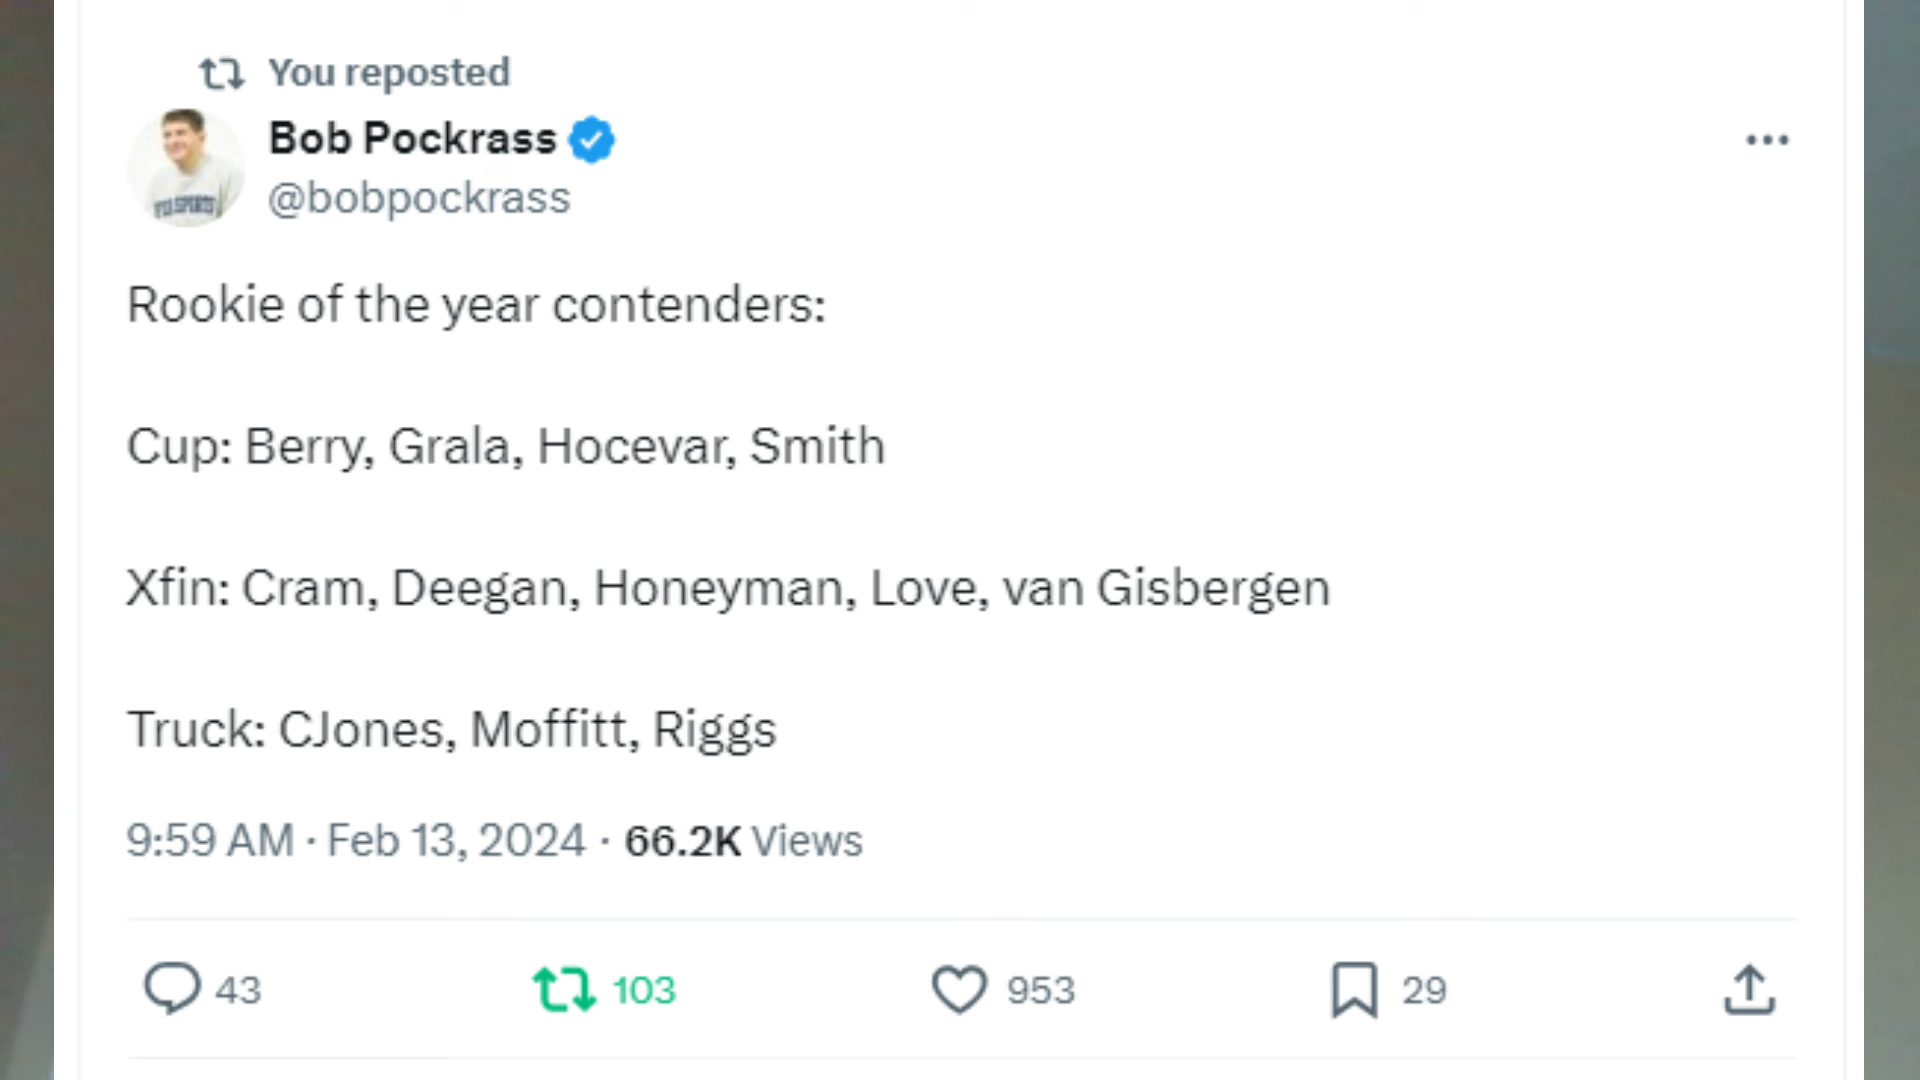 You reposted
Bob Pockrass
@bobpockrass
Rookie of the year contenders:
Cup: Berry, Grala, Hocevar, Smith
Xfin: Cram, Deegan, Honeyman, Love, van Gisbergen
Truck: CJones, Moffitt, Riggs
9:59 AM · Feb 13, 2024 · 66.2K Views
43 103 953 29